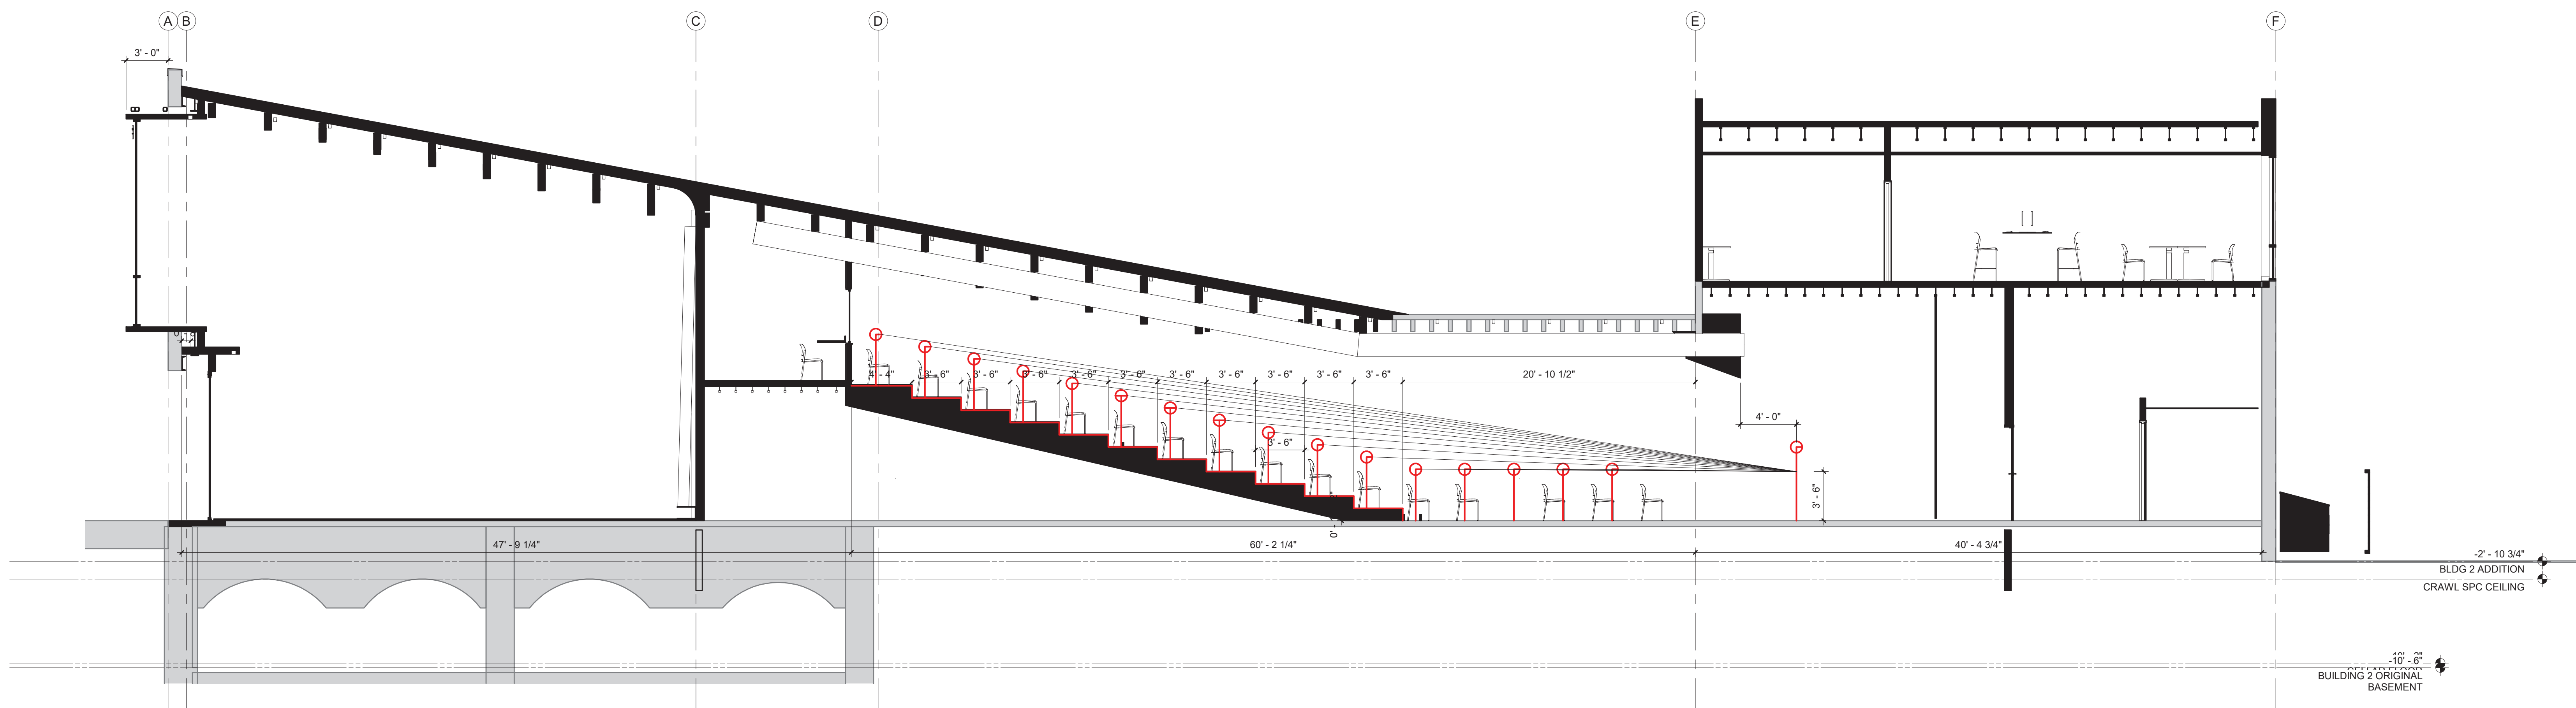 A B C D E F
3' - 0"
4' - 4" 3' - 6" 3' - 6" 3' - 6" 3' - 6" 3' - 6" 3' - 6" 3' - 6" 3' - 6" 3' - 6" 3' - 6" 20' - 10 1/2"
4' - 0"
3' - 6"
3' - 6"
47' - 9 1/4" 60' - 2 1/4" 40' - 4 3/4"
-2' - 10 3/4"
BLDG 2 ADDITION
CRAWL SPC CEILING
-10' - 6"
BUILDING 2 ORIGINAL
BASEMENT